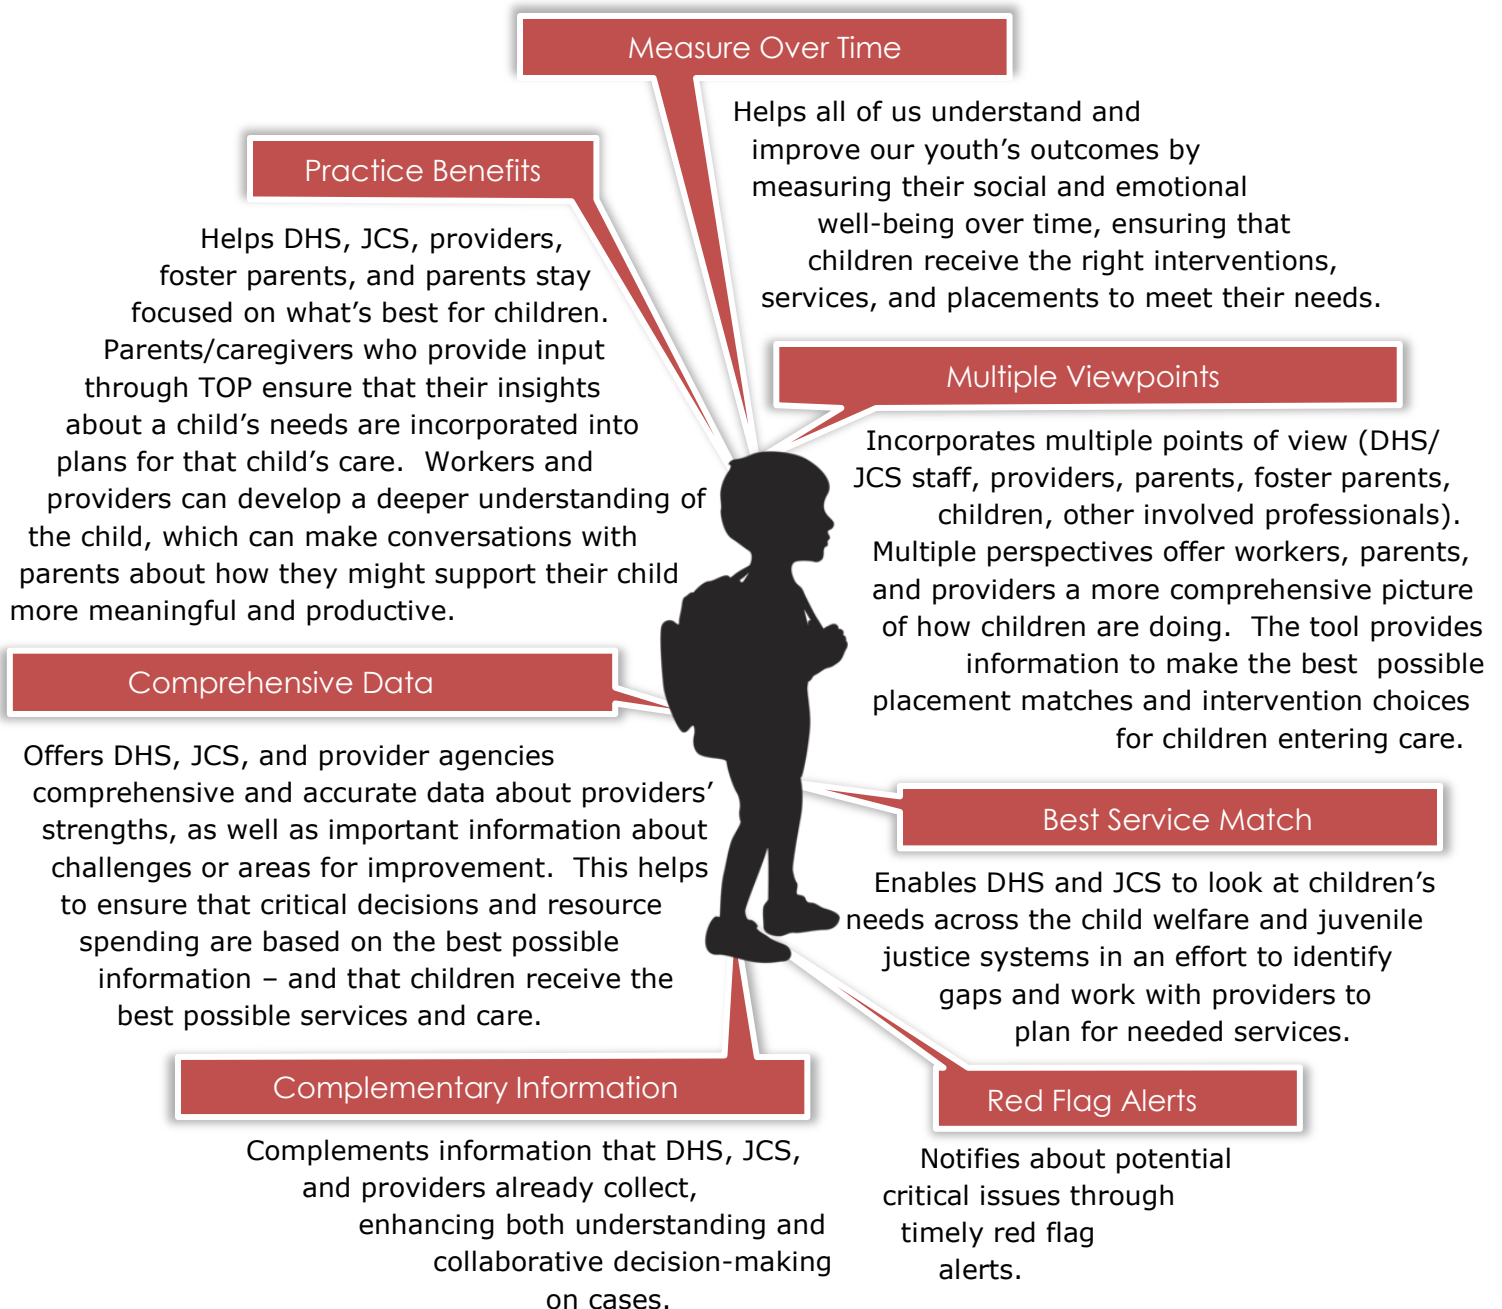 Measure Over Time
Helps all of us understand and
improve our youth’s outcomes by
measuring their social and emotional
well-being over time, ensuring that
children receive the right interventions,
services, and placements to meet their needs.
Practice Benefits
Helps DHS, JCS, providers,
foster parents, and parents stay
focused on what’s best for children.
Parents/caregivers who provide input
through TOP ensure that their insights
about a child’s needs are incorporated into
plans for that child’s care.  Workers and
providers can develop a deeper understanding of
the child, which can make conversations with
parents about how they might support their child
more meaningful and productive.
Multiple Viewpoints
Incorporates multiple points of view (DHS/
JCS staff, providers, parents, foster parents,
children, other involved professionals).
Multiple perspectives offer workers, parents,
and providers a more comprehensive picture
of how children are doing.  The tool provides
information to make the best  possible
placement matches and intervention choices
for children entering care.
Comprehensive Data
Offers DHS, JCS, and provider agencies
comprehensive and accurate data about providers’
strengths, as well as important information about
challenges or areas for improvement.  This helps
to ensure that critical decisions and resource
spending are based on the best possible
information – and that children receive the
best possible services and care.
Best Service Match
Enables DHS and JCS to look at children’s
needs across the child welfare and juvenile
justice systems in an effort to identify
gaps and work with providers to
plan for needed services.
Complementary Information
Complements information that DHS, JCS,
and providers already collect,
enhancing both understanding and
collaborative decision-making
on cases.
Red Flag Alerts
Notifies about potential
critical issues through
timely red flag
alerts.